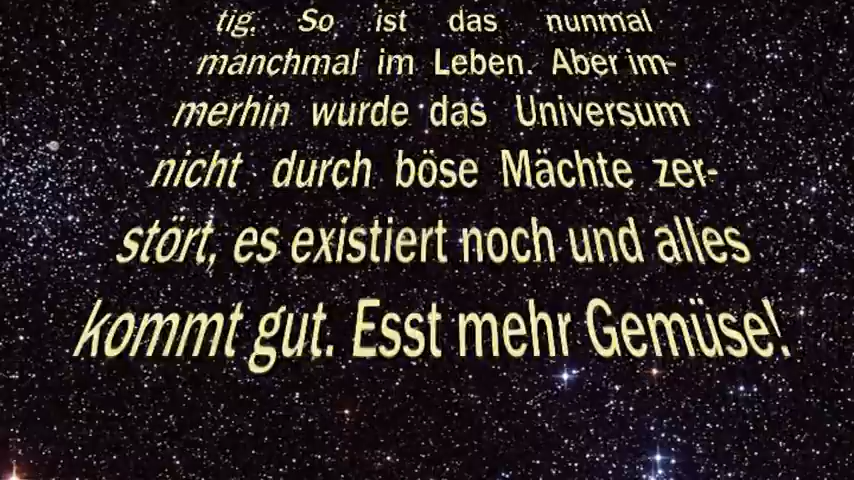 tig. So ist das nunmal
manchmal im Leben. Aber im-
merhin wurde das Universum
nicht durch böse Mächte zer-
stört, es existiert noch und alles
kommt gut. Esst mehr Gemüse!